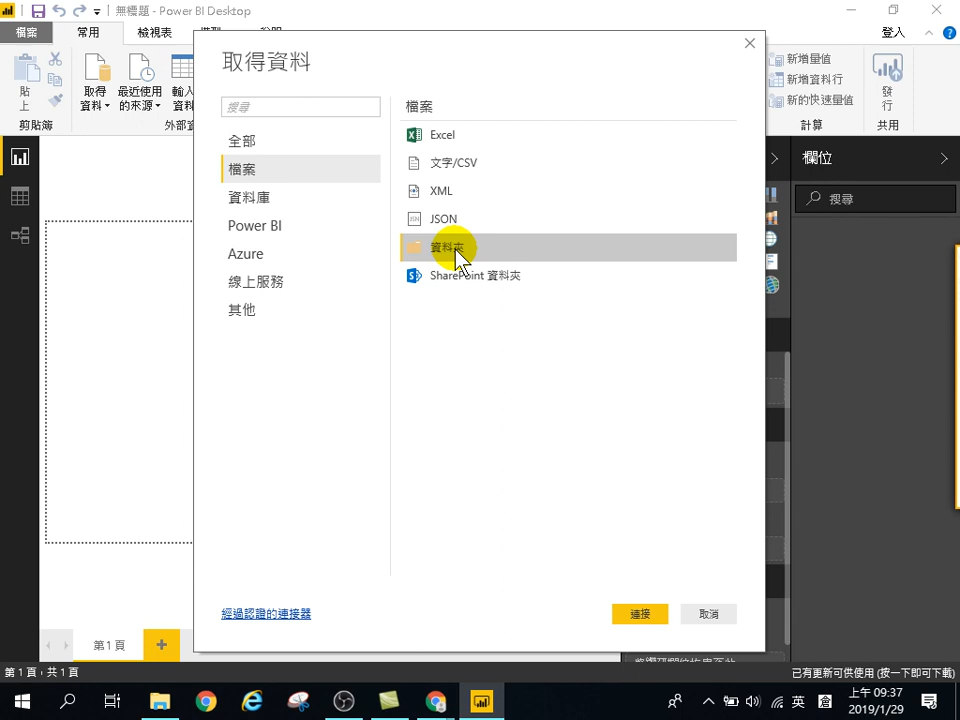 無標題 - Power BI Desktop
檔案
常用
檢視表
登入
貼上
剪貼簿
取得資料
最近使用的來源
輸入
資料
外部資
新增量值
新增資料行
新的快速量值
計算
發行
共用
取得資料
搜尋
全部
檔案
資料庫
Power BI
Azure
線上服務
其他
檔案
Excel
文字/CSV
XML
JSON
資料夾
SharePoint 資料夾
經過認證的連接器
連接
取消
欄位
搜尋
第 1 頁
第 1 頁，共 1 頁
已有更新可供使用 (按一下即可下載)
英
上午 09:37
2019/1/29